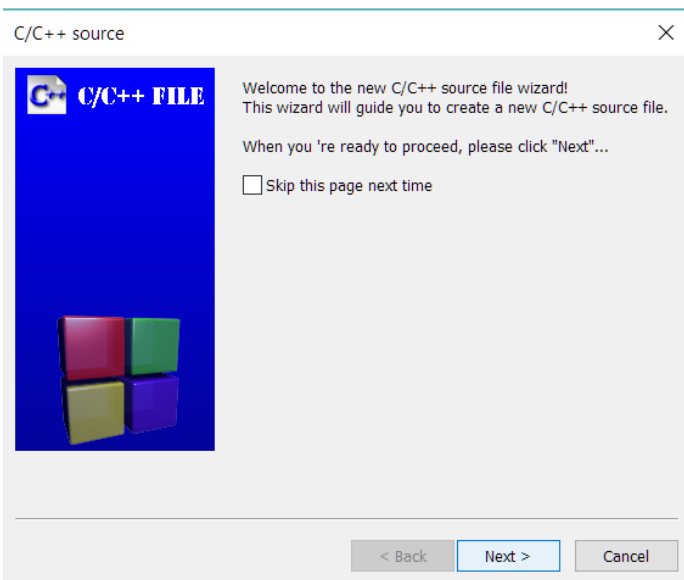 C/C++ source
C++ C/C++ FILE
Welcome to the new C/C++ source file wizard!
This wizard will guide you to create a new C/C++ source file.
When you 're ready to proceed, please click "Next"...
Skip this page next time
< Back Next > Cancel